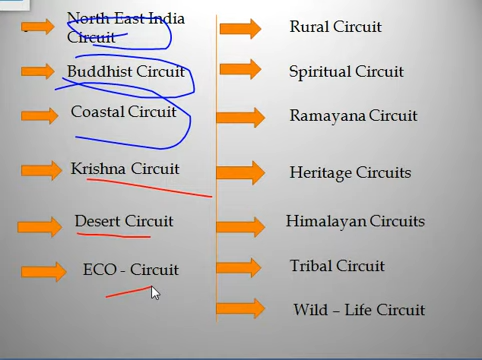 North East India
Circuit
Buddhist Circuit
Coastal Circuit
Krishna Circuit
Desert Circuit
ECO - Circuit
Rural Circuit
Spiritual Circuit
Ramayana Circuit
Heritage Circuits
Himalayan Circuits
Tribal Circuit
Wild – Life Circuit